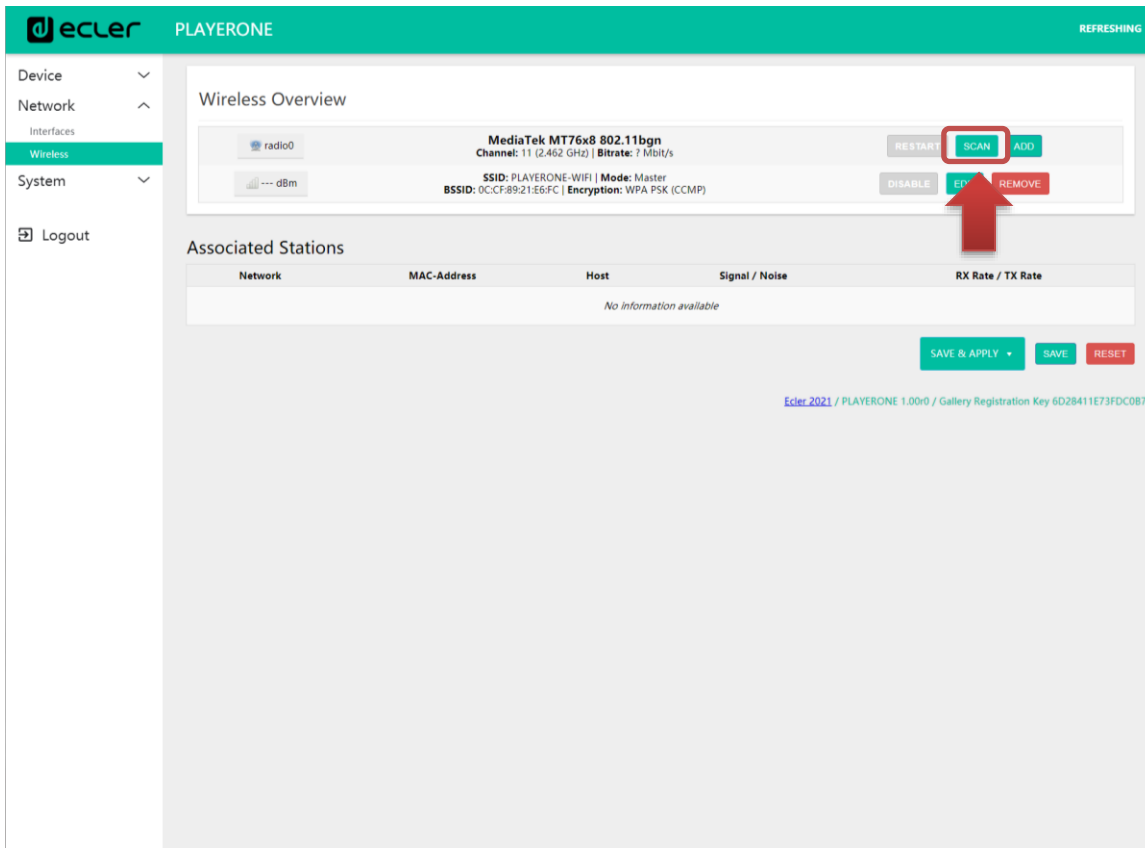 ecler PLAYERONE REFRESHING
Device
Network
Interfaces
Wireless
System
Logout
Wireless Overview
radio0
MediaTek MT76x8 802.11bgn
Channel: 11 (2.462 GHz) | Bitrate: ? Mbit/s
RESTART SCAN ADD
--- dBm
SSID: PLAYERONE-WIFI | Mode: Master
BSSID: 0C:CF:89:21:E6:FC | Encryption: WPA PSK (CCMP)
DISABLE REMOVE
Associated Stations
Network MAC-Address Host Signal / Noise RX Rate / TX Rate
No information available
SAVE & APPLY SAVE RESET
Ecler 2021 / PLAYERONE 1.00r0 / Gallery Registration Key 6D28411E73FDC0B7